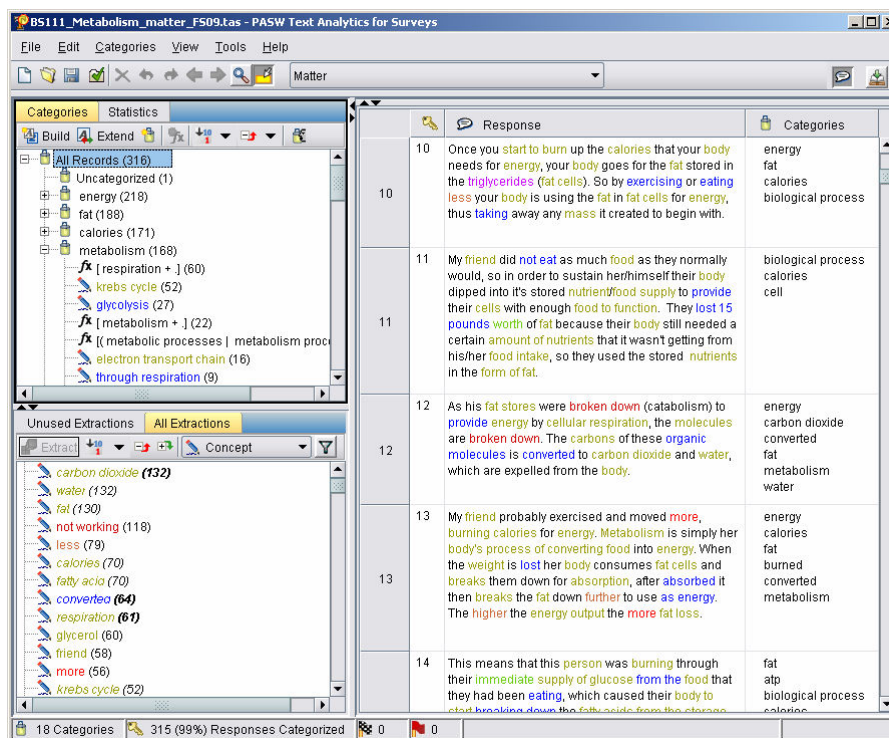 BS111_Metabolism_matter_FS09.tas - PASW Text Analytics for Surveys
File Edit Categories View Tools Help
Matter
Categories Statistics
Build Extend
All Records (316)
Uncategorized (1)
energy (218)
fat (188)
calories (171)
metabolism (168)
fx [ respiration + .] (60)
krebs cycle (52)
glycolysis (27)
fx [ metabolism + .] (22)
fx [( metabolic processes | metabolism proc
electron transport chain (16)
through respiration (9)
Unused Extractions All Extractions
Extract Concept
carbon dioxide (132)
water (132)
fat (130)
not working (118)
less (79)
calories (70)
fatty acid (70)
converted (64)
respiration (61)
glycerol (60)
friend (58)
more (56)
krebs cycle (52)
Response Categories
10
10
Once you start to burn up the calories that your body
needs for energy, your body goes for the fat stored in
the triglycerides (fat cells). So by exercising or eating
less your body is using the fat in fat cells for energy,
thus taking away any mass it created to begin with.
energy
fat
calories
biological process
11
11
My friend did not eat as much food as they normally
would, so in order to sustain her/himself their body
dipped into it's stored nutrient/food supply to provide
their cells with enough food to function. They lost 15
pounds worth of fat because their body still needed a
certain amount of nutrients that it wasn't getting from
his/her food intake, so they used the stored nutrients
in the form of fat.
biological process
calories
cell
12
12
As his fat stores were broken down (catabolism) to
provide energy by cellular respiration, the molecules
are broken down. The carbons of these organic
molecules is converted to carbon dioxide and water,
which are expelled from the body.
energy
carbon dioxide
converted
fat
metabolism
water
13
13
My friend probably exercised and moved more,
burning calories for energy. Metabolism is simply her
body's process of converting food into energy. When
the weight is lost her body consumes fat cells and
breaks them down for absorption, after absorbed it
then breaks the fat down further to use as energy.
The higher the energy output the more fat loss.
energy
calories
fat
burned
converted
metabolism
14
This means that this person was burning through
their immediate supply of glucose from the food that
they had been eating, which caused their body to
start breaking down the fatty acids from the storage
fat
atp
biological process
calories
18 Categories 315 (99%) Responses Categorized 0 0